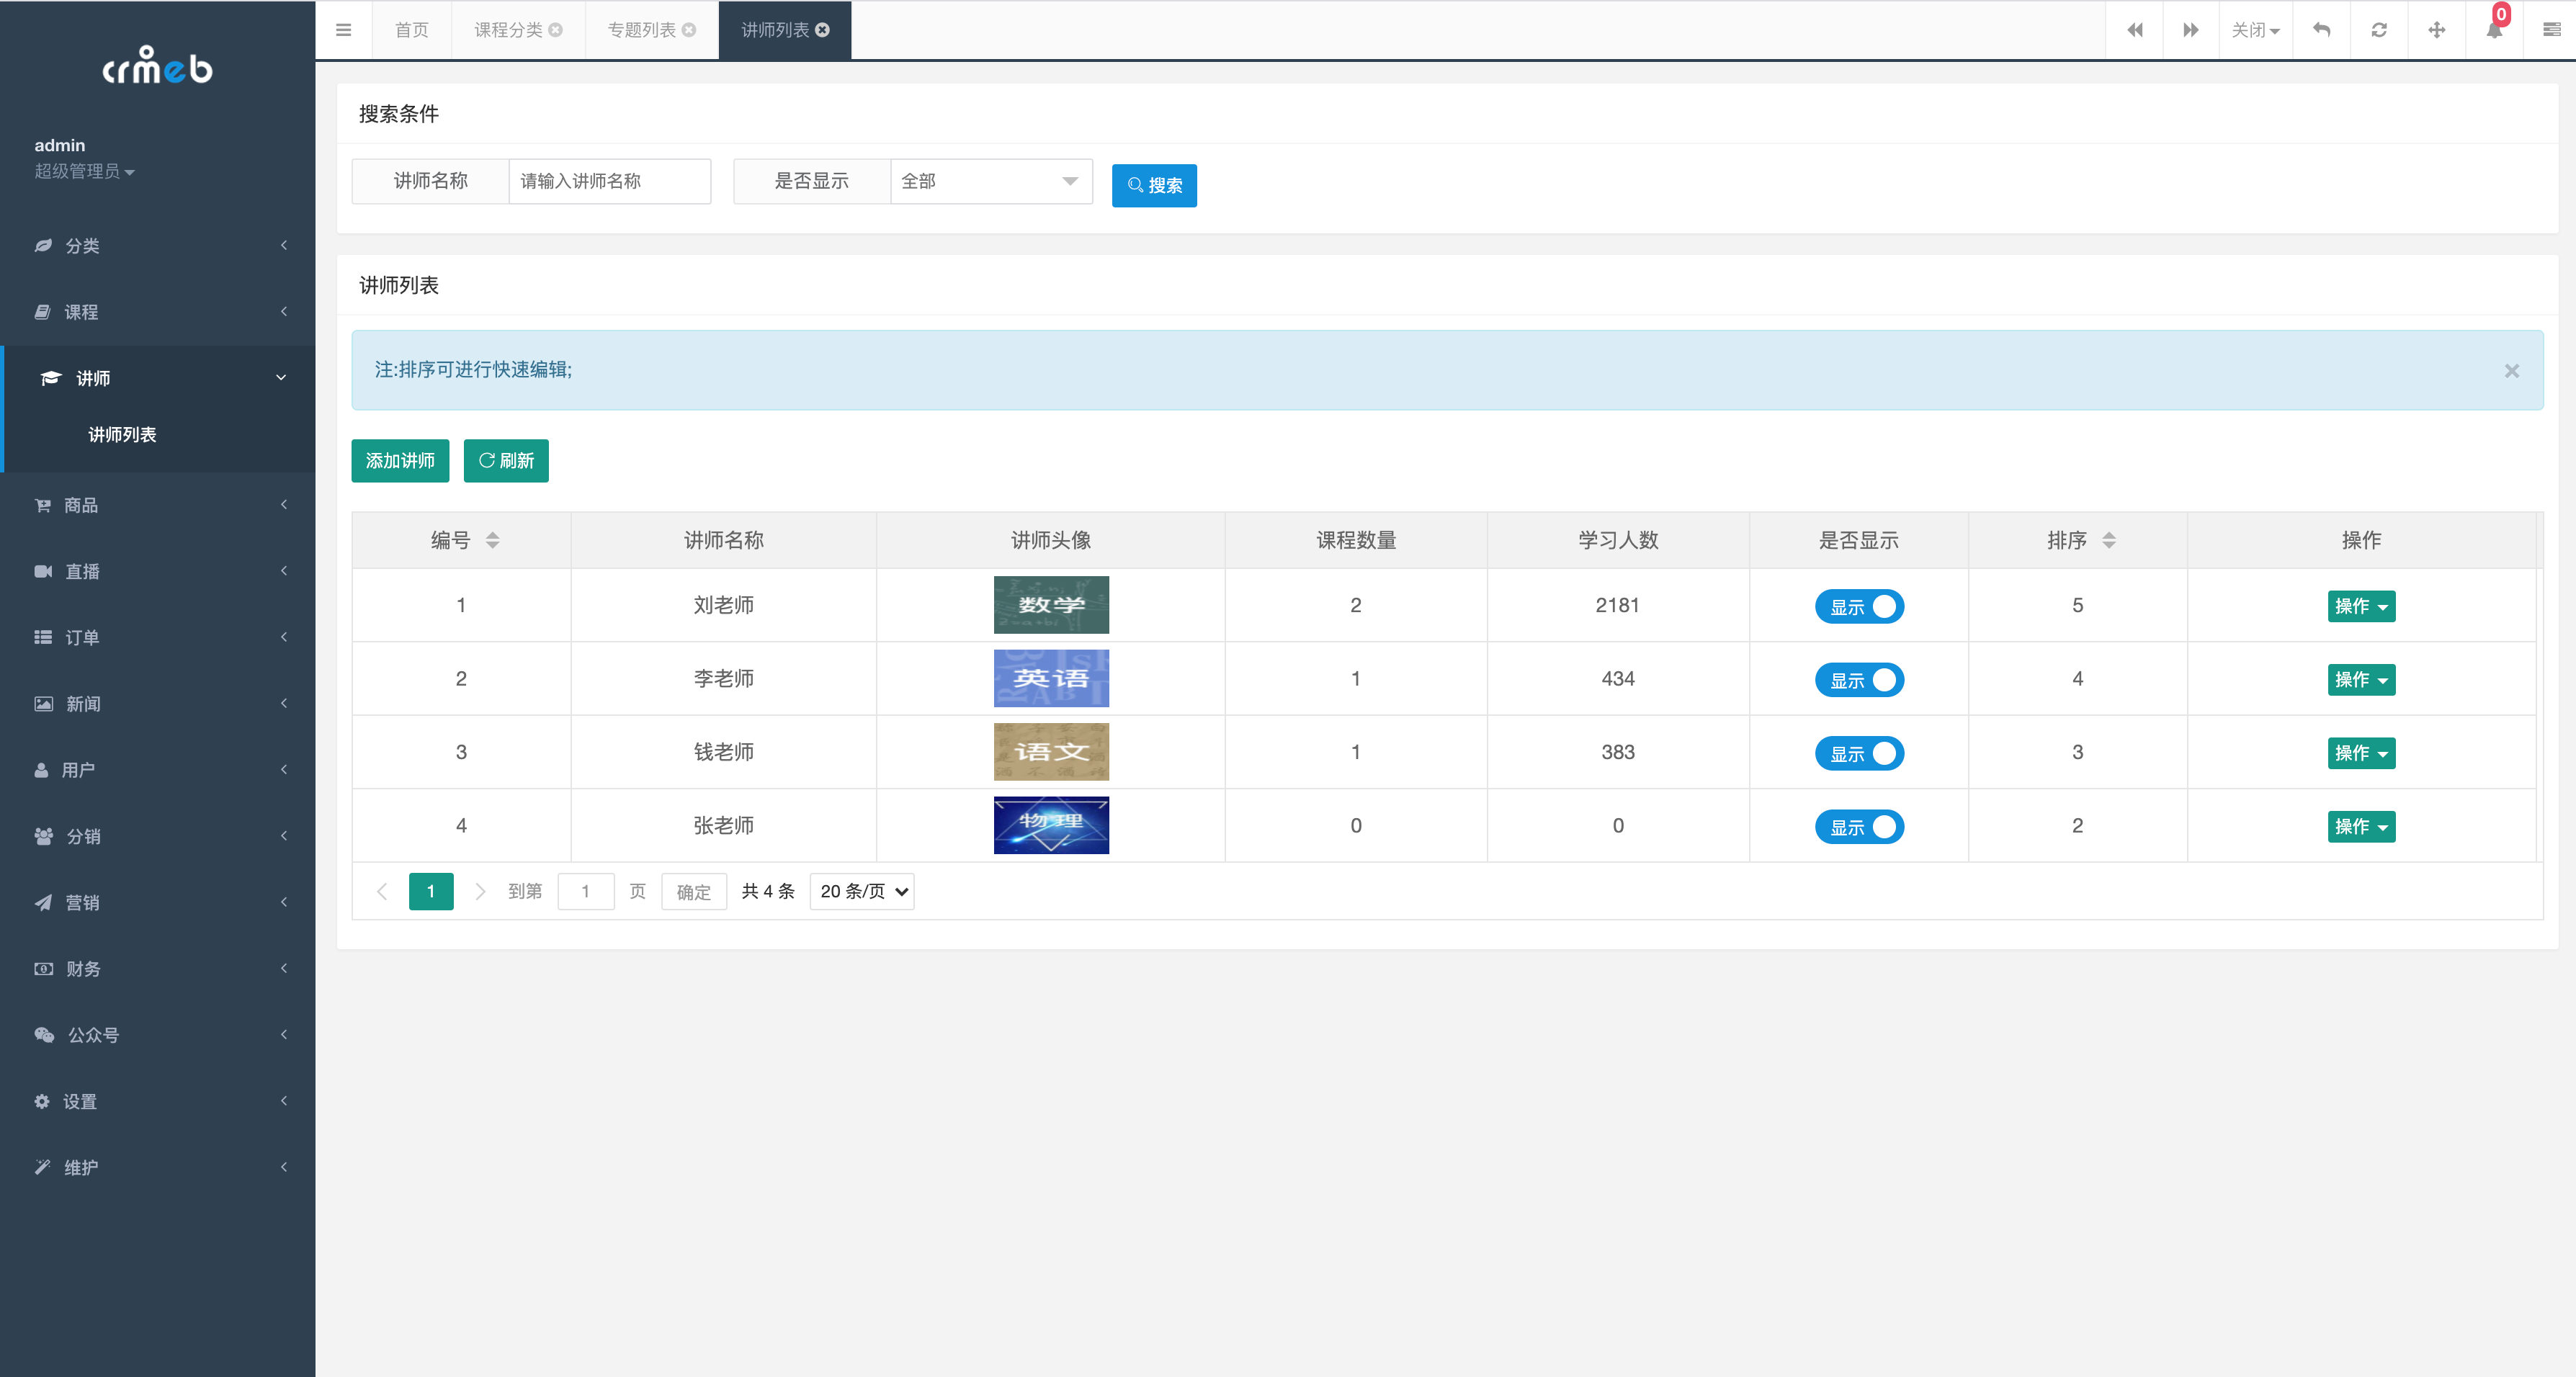 crmeb
admin
超级管理员
分类
课程
讲师
讲师列表
商品
直播
订单
新闻
用户
分销
营销
财务
公众号
设置
维护
首页 课程分类 专题列表 讲师列表 关闭 0
搜索条件
讲师名称 请输入讲师名称 是否显示 全部 搜索
讲师列表
注:排序可进行快速编辑;
添加讲师 刷新
编号 讲师名称 讲师头像 课程数量 学习人数 是否显示 排序 操作
1 刘老师 数学 2 2181 显示 5 操作
2 李老师 英语 1 434 显示 4 操作
3 钱老师 语文 1 383 显示 3 操作
4 张老师 物理 0 0 显示 2 操作
1 到第 1 页 确定 共 4 条 20 条/页